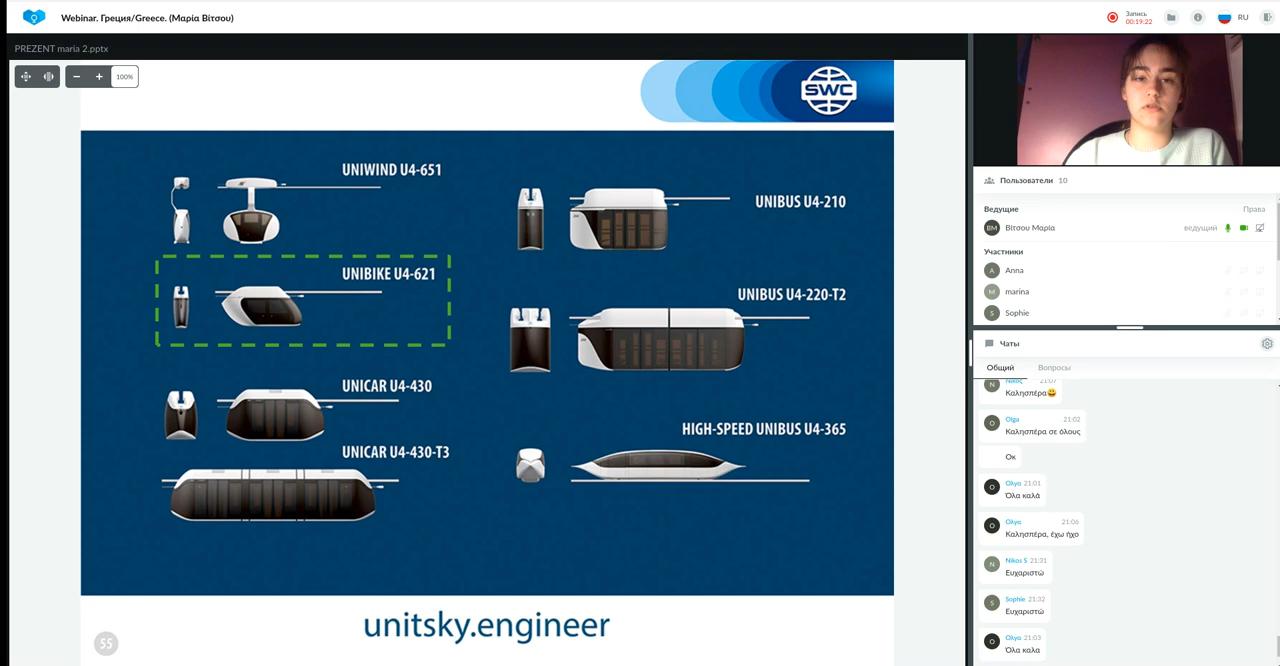 Webinar. Греция/Greece. (Μαρία Βίτσου)
Запись
00:19:22
RU
PREZENT maria 2.pptx
100%
SWC
UNIWIND U4-651
UNIBIKE U4-621
UNICAR U4-430
UNICAR U4-430-T3
UNIBUS U4-210
UNIBUS U4-220-T2
HIGH-SPEED UNIBUS U4-365
unitsky.engineer
55
Пользователи 10
Ведущие Права
ВМ Βίτσου Μαρία ведущий
Участники
A Anna
M marina
S Sophie
Чаты
Общий Вопросы
N Nikos 21:07
Καλησπέρα😃
O Olga 21:02
Καλησπέρα σε όλους
Ок
O Olya 21:01
Όλα καλά
O Olya 21:06
Καλησπέρα, έχω ήχο
N Nikos S 21:31
Ευχαριστώ
S Sophie 21:32
Ευχαριστώ
O Olya 21:03
Όλα καλα